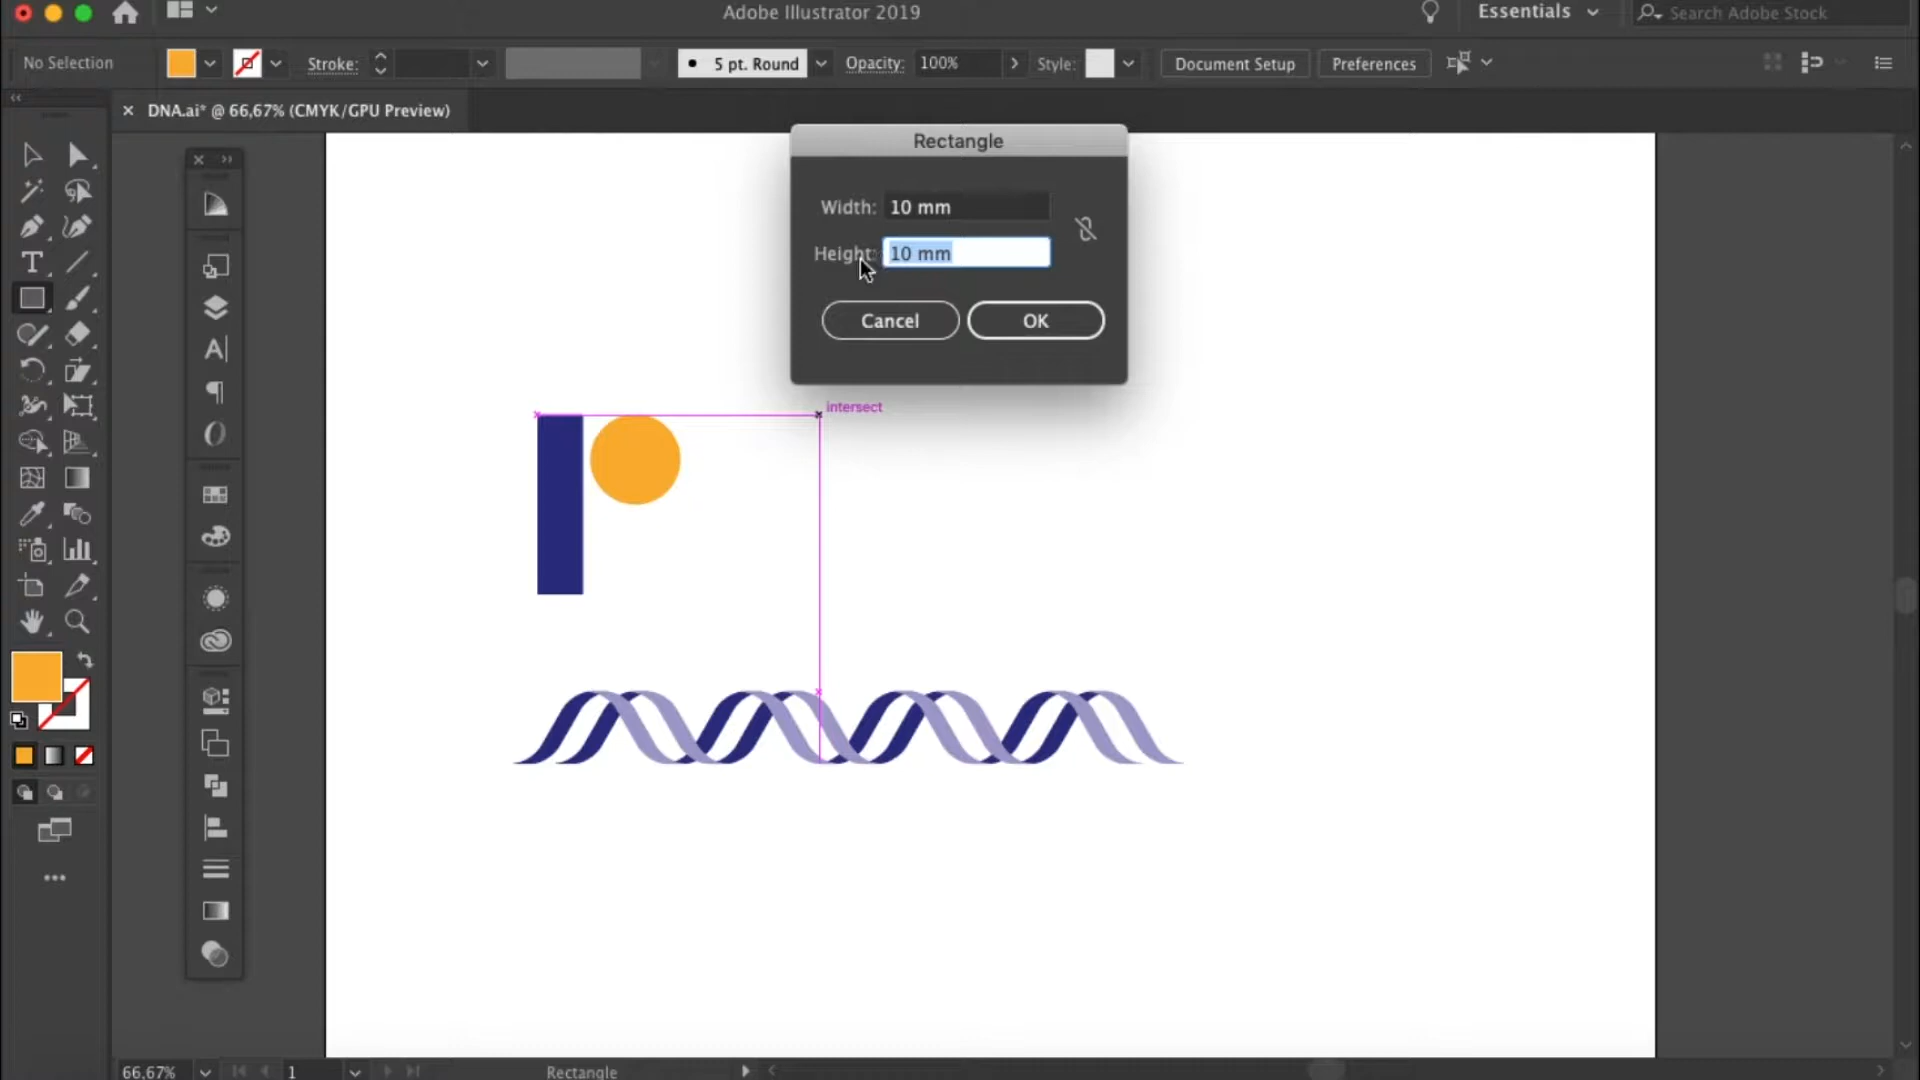 Adobe Illustrator 2019
Essentials
Search Adobe Stock
No Selection
Stroke:
5 pt. Round
Opacity:
100%
Style:
Document Setup
Preferences
DNA.ai* @ 66,67% (CMYK/GPU Preview)
Rectangle
Width:
10 mm
Height:
10 mm
Cancel
OK
intersect
66,67%
1
Rectangle